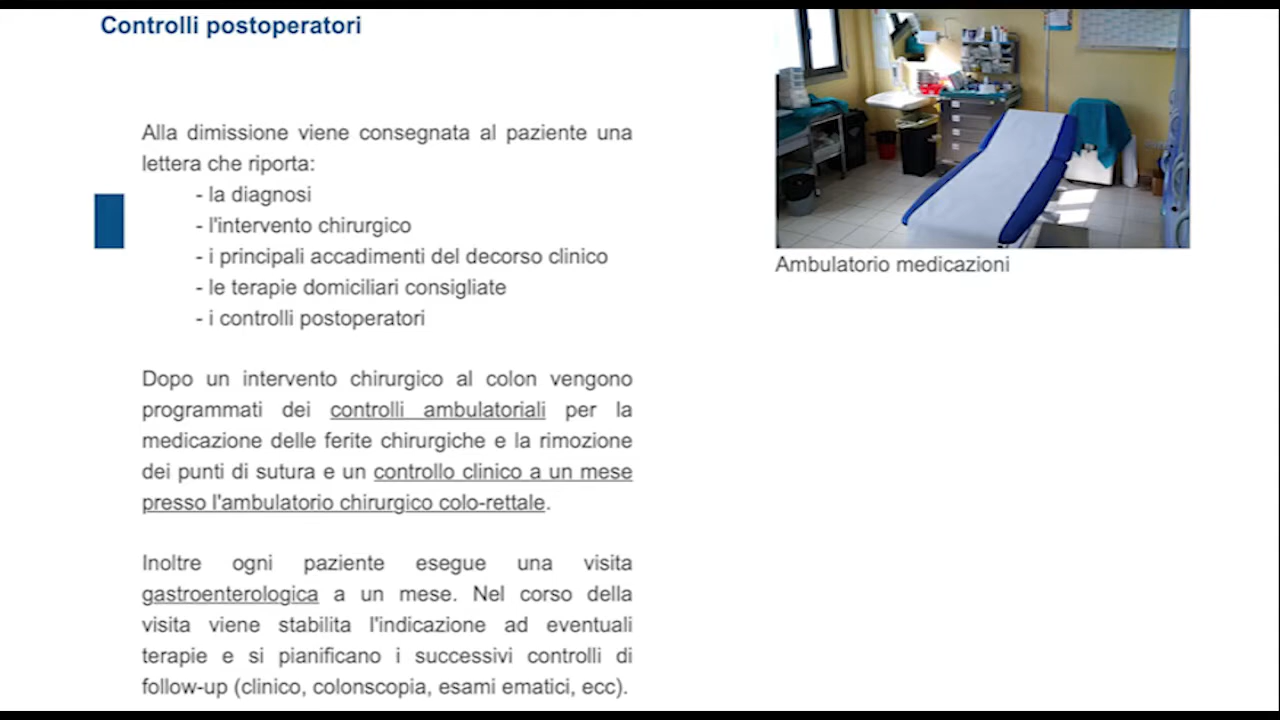 Controlli postoperatori
Alla dimissione viene consegnata al paziente una
lettera che riporta:
- la diagnosi
- l'intervento chirurgico
- i principali accadimenti del decorso clinico
- le terapie domiciliari consigliate
- i controlli postoperatori
Dopo un intervento chirurgico al colon vengono
programmati dei controlli ambulatoriali per la
medicazione delle ferite chirurgiche e la rimozione
dei punti di sutura e un controllo clinico a un mese
presso l'ambulatorio chirurgico colo-rettale.
Inoltre ogni paziente esegue una visita
gastroenterologica a un mese. Nel corso della
visita viene stabilita l'indicazione ad eventuali
terapie e si pianificano i successivi controlli di
follow-up (clinico, colonscopia, esami ematici, ecc).
Ambulatorio medicazioni